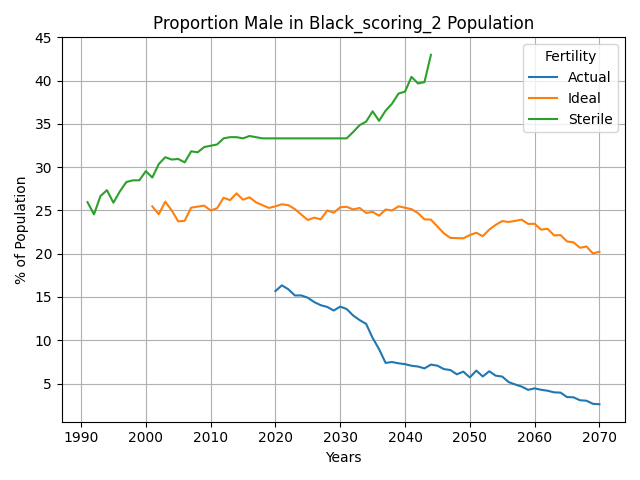 Proportion Male in Black_scoring_2 Population
Fertility
Actual
Ideal
Sterile
% of Population
45
40
35
30
25
20
15
10
5
1990 2000 2010 2020 2030 2040 2050 2060 2070
Years